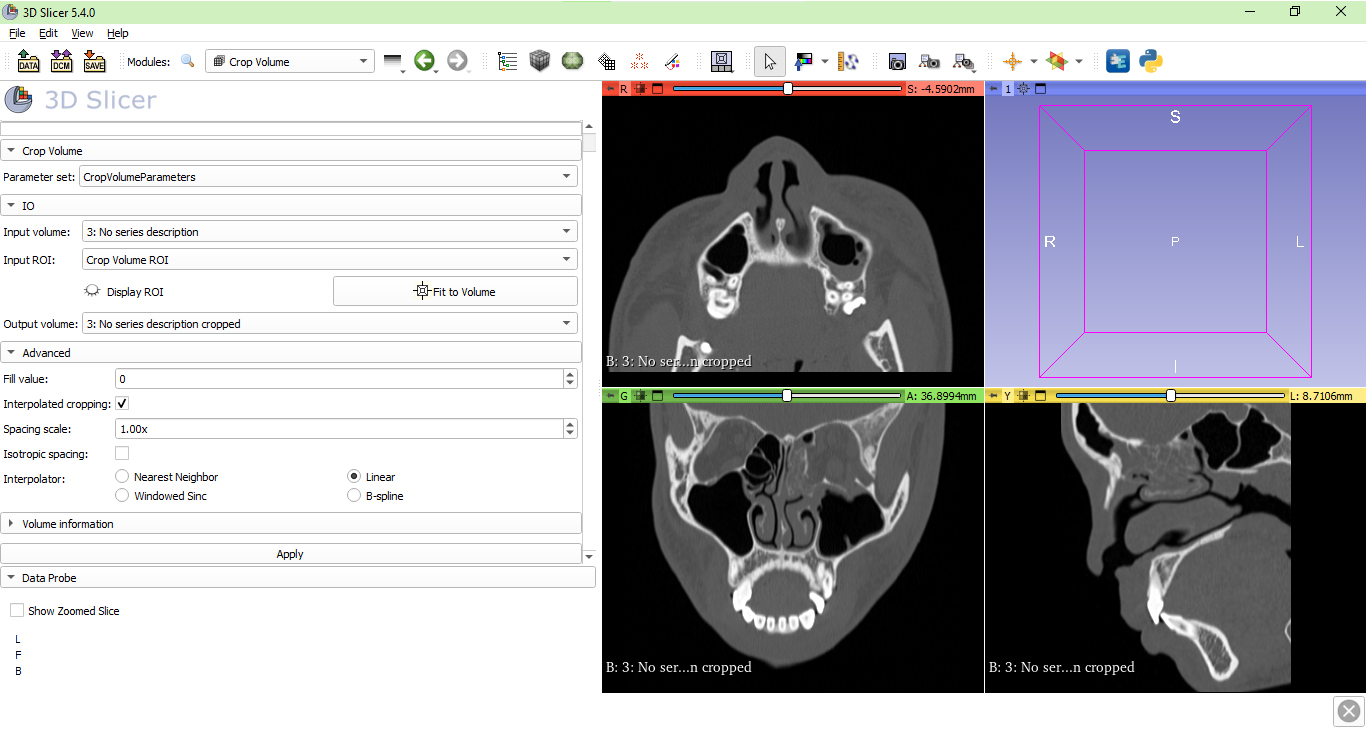 3D Slicer 5.4.0
File Edit View Help
DATA DCM SAVE Modules: Crop Volume
3D Slicer
Crop Volume
Parameter set: CropVolumeParameters
IO
Input volume: 3: No series description
Input ROI: Crop Volume ROI
Display ROI Fit to Volume
Output volume: 3: No series description cropped
Advanced
Fill value: 0
Interpolated cropping:
Spacing scale: 1.00x
Isotropic spacing:
Interpolator: Nearest Neighbor Linear
Windowed Sinc B-spline
Volume information
Apply
Data Probe
Show Zoomed Slice
L
F
B
R S: -4.5902mm
B: 3: No ser...n cropped
1
S
R P L
I
G A: 36.8994mm
B: 3: No ser...n cropped
Y L: 8.7106mm
B: 3: No ser...n cropped